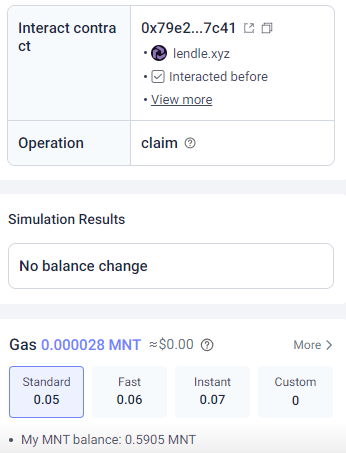 Interact contra
ct
0x79e2...7c41
• lendle.xyz
• Interacted before
• View more
Operation
claim
Simulation Results
No balance change
Gas 0.000028 MNT ≈$0.00
More
Standard
0.05
Fast
0.06
Instant
0.07
Custom
0
• My MNT balance: 0.5905 MNT